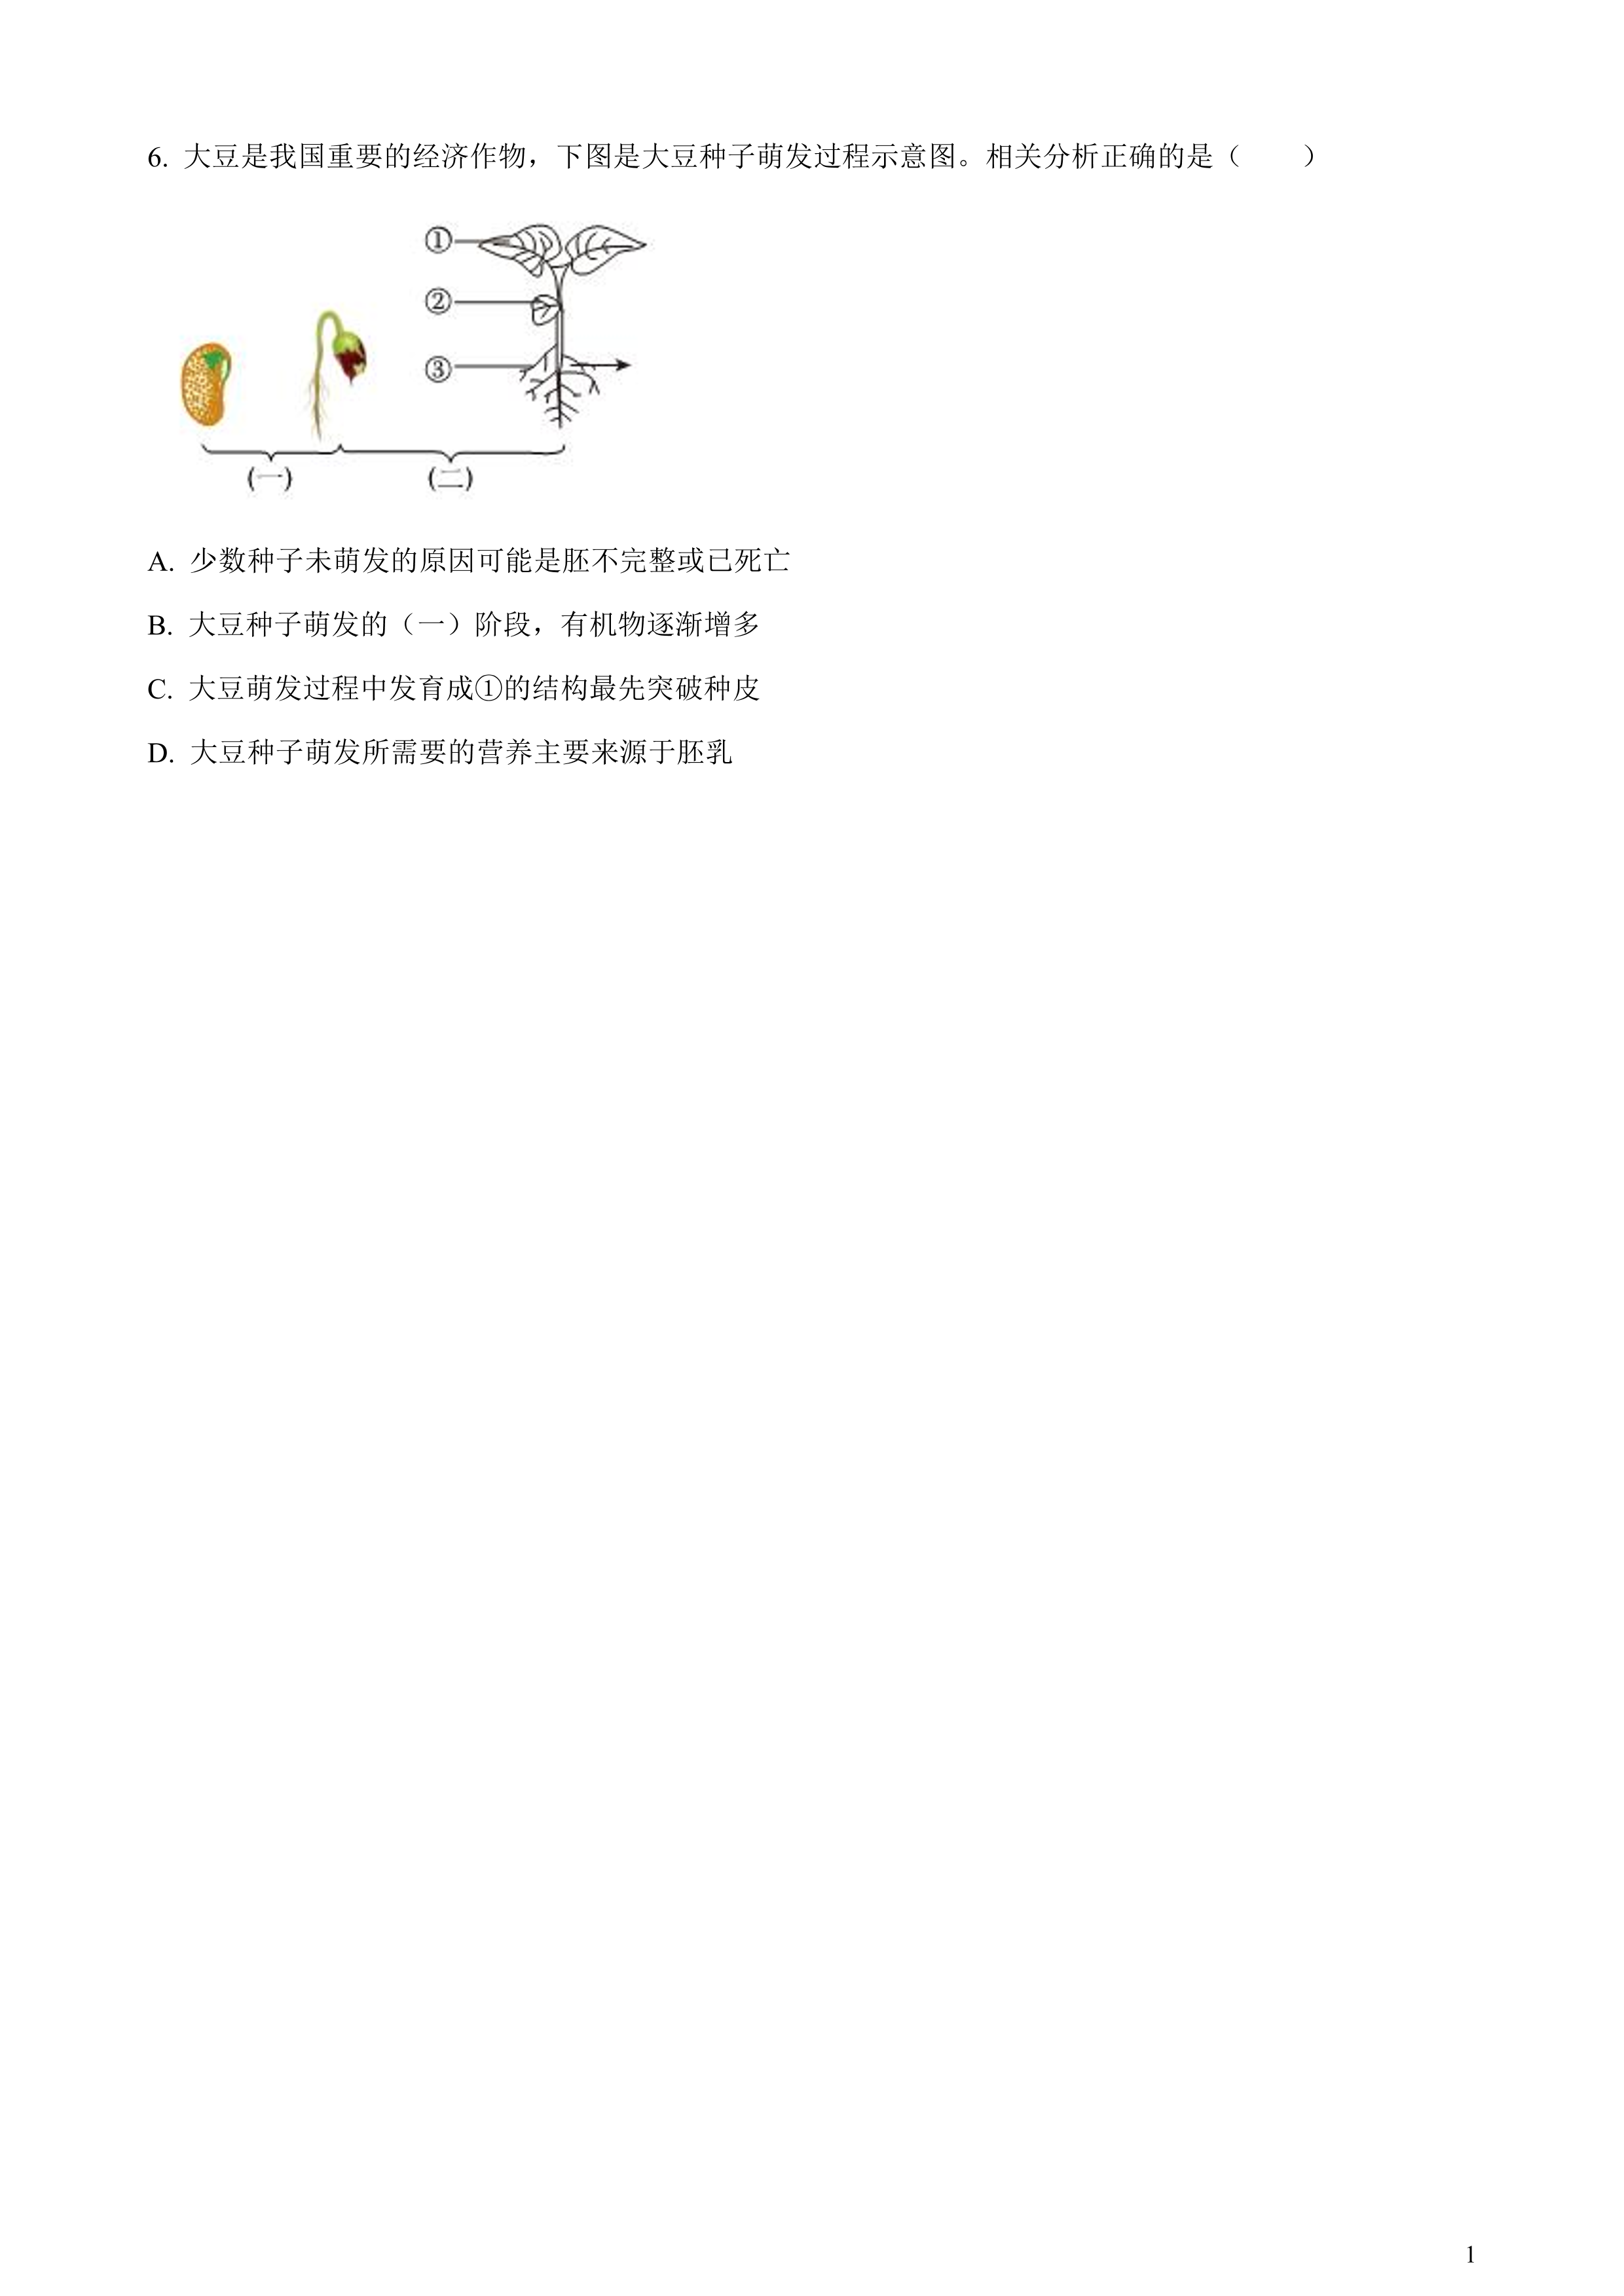 6. 大豆是我国重要的经济作物，下图是大豆种子萌发过程示意图。相关分析正确的是（　　）
①
②
③
(一)
(二)
A. 少数种子未萌发的原因可能是胚不完整或已死亡
B. 大豆种子萌发的（一）阶段，有机物逐渐增多
C. 大豆萌发过程中发育成①的结构最先突破种皮
D. 大豆种子萌发所需要的营养主要来源于胚乳
1